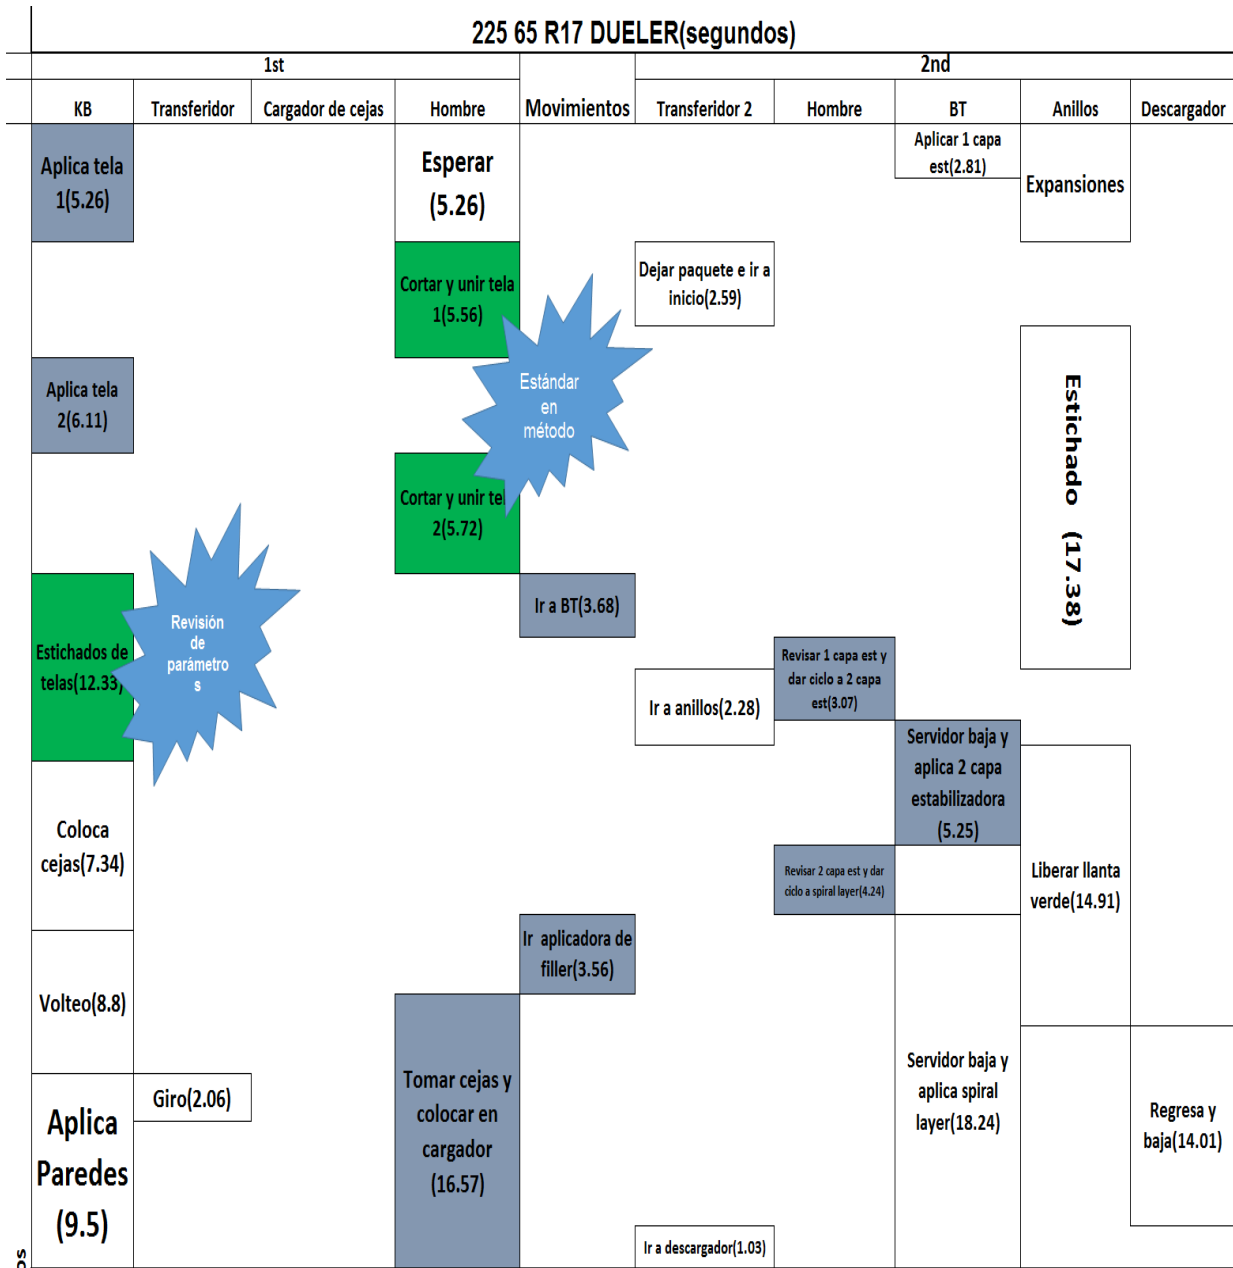 225 65 R17 DUELER(segundos)
1st
2nd
KB
Transferidor
Cargador de cejas
Hombre
Movimientos
Transferidor 2
Hombre
BT
Anillos
Descargador
Aplica tela
1(5.26)
Esperar
(5.26)
Aplicar 1 capa
est(2.81)
Expansiones
Cortar y unir tela
1(5.56)
Dejar paquete e ir a
inicio(2.59)
Estándar
en
método
Aplica tela
2(6.11)
Estichado (17.38)
Cortar y unir tel
2(5.72)
Ir a BT(3.68)
Revisión
de
parámetro
s
Estichados de
telas(12.33)
Revisar 1 capa est y
dar ciclo a 2 capa
est(3.07)
Ir a anillos(2.28)
Servidor baja y
aplica 2 capa
estabilizadora
(5.25)
Coloca
cejas(7.34)
Revisar 2 capa est y dar
ciclo a spiral layer(4.24)
Liberar llanta
verde(14.91)
Ir aplicadora de
filler(3.56)
Volteo(8.8)
Tomar cejas y
colocar en
cargador
(16.57)
Servidor baja y
aplica spiral
layer(18.24)
Giro(2.06)
Aplica
Paredes
(9.5)
Regresa y
baja(14.01)
Ir a descargador(1.03)
os